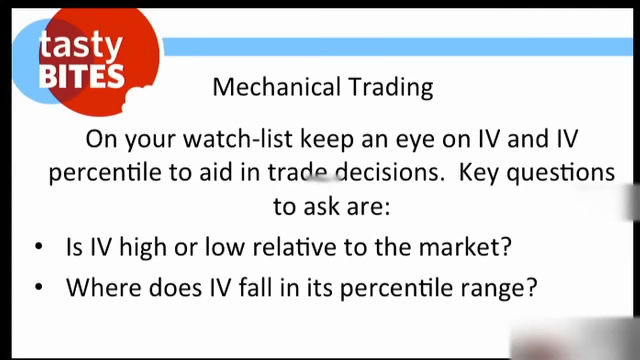 tasty
BITES
Mechanical Trading
On your watch-list keep an eye on IV and IV
percentile to aid in trade decisions. Key questions
to ask are:
• Is IV high or low relative to the market?
• Where does IV fall in its percentile range?